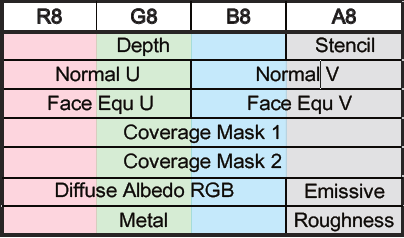 R8 G8 B8 A8
Depth Stencil
Normal U Normal V
Face Equ U Face Equ V
Coverage Mask 1
Coverage Mask 2
Diffuse Albedo RGB Emissive
Metal Roughness